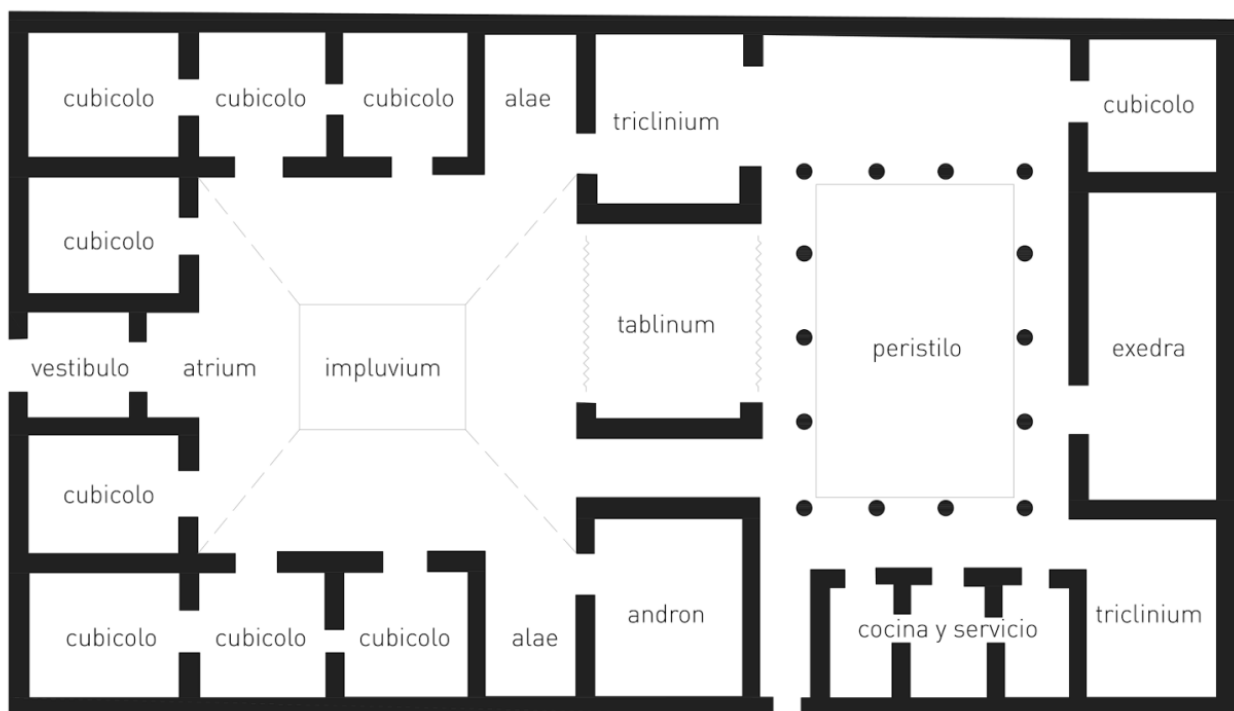 cubicolo
cubicolo
cubicolo
alae
triclinium
cubicolo
cubicolo
vestibulo
atrium
impluvium
tablinum
peristilo
exedra
cubicolo
cubicolo
cubicolo
cubicolo
alae
andron
cocina y servicio
triclinium